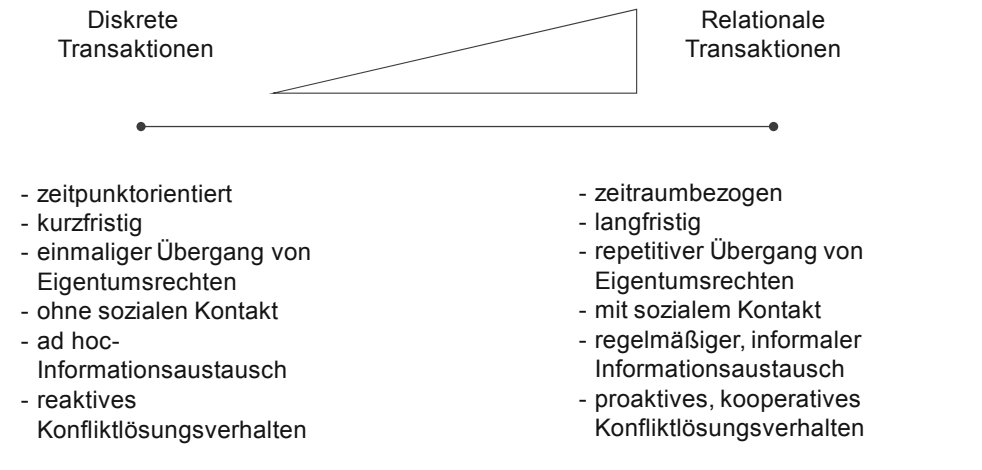 Diskrete
Transaktionen
Relationale
Transaktionen
- zeitpunktorientiert
- kurzfristig
- einmaliger Übergang von
Eigentumsrechten
- ohne sozialen Kontakt
- ad hoc-
Informationsaustausch
- reaktives
Konfliktlösungsverhalten
- zeitraumbezogen
- langfristig
- repetitiver Übergang von
Eigentumsrechten
- mit sozialem Kontakt
- regelmäßiger, informaler
Informationsaustausch
- proaktives, kooperatives
Konfliktlösungsverhalten